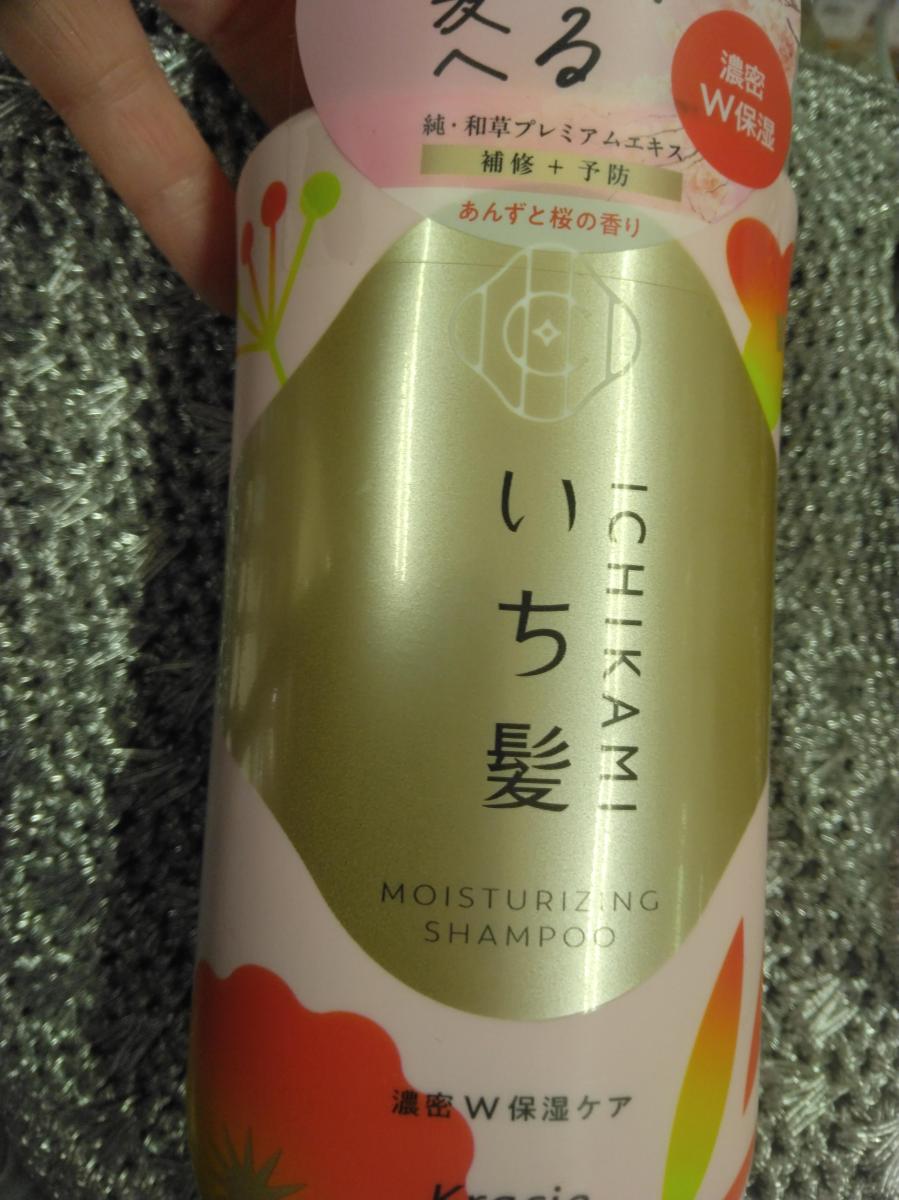 る
髪へ
濃密
W保湿
純・和草プレミアムエキス
補修+予防
あんずと桜の香り
いち髪
ICHIKAMI
MOISTURIZING
SHAMPOO
濃密W保湿ケア
Kracie